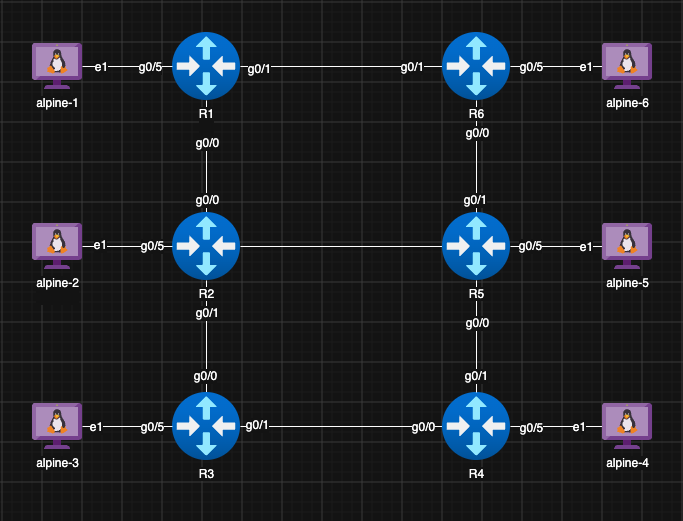 e1 g0/5 g0/1 g0/1 g0/5 e1
alpine-1 R1 R6 alpine-6
g0/0 g0/0
g0/0 g0/1
e1 g0/5 g0/5 e1
alpine-2 R2 R5 alpine-5
g0/1 g0/0
g0/0 g0/1
e1 g0/5 g0/1 g0/0 g0/5 e1
alpine-3 R3 R4 alpine-4